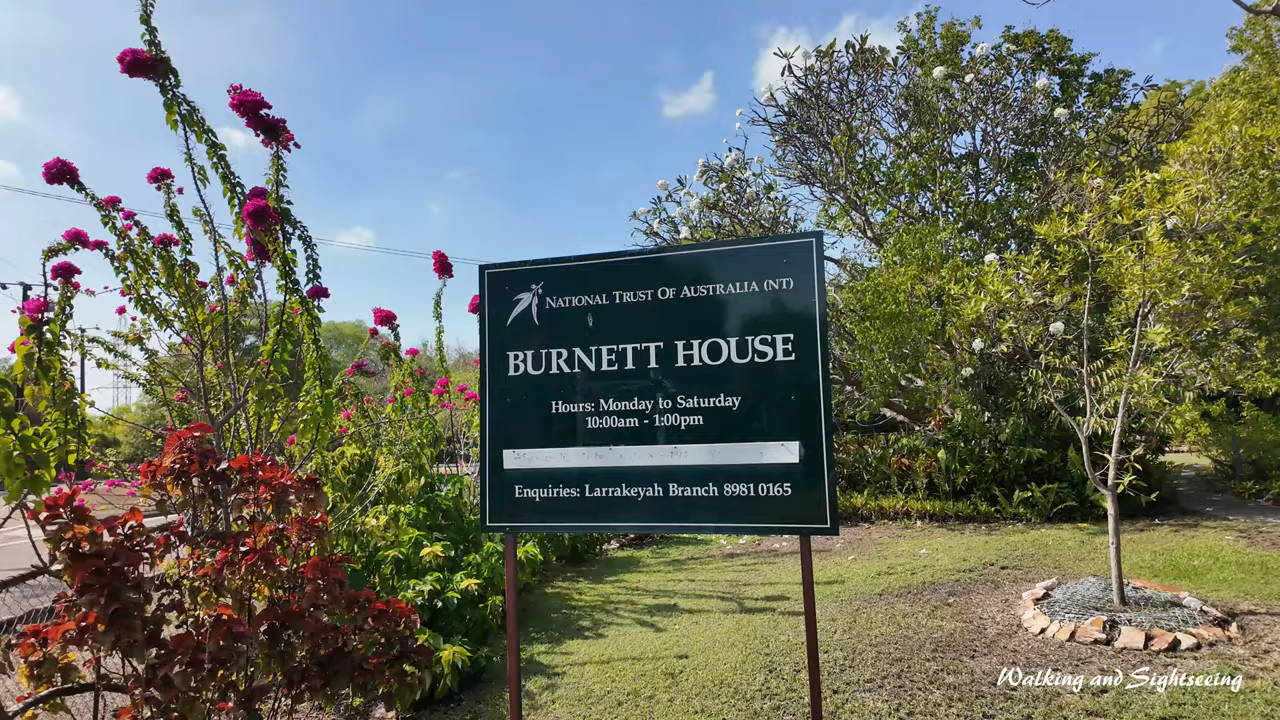 NATIONAL TRUST OF AUSTRALIA (NT)
BURNETT HOUSE
Hours: Monday to Saturday
10:00am - 1:00pm
Enquiries: Larrakeyah Branch 8981 0165
Walking and Sightseeing